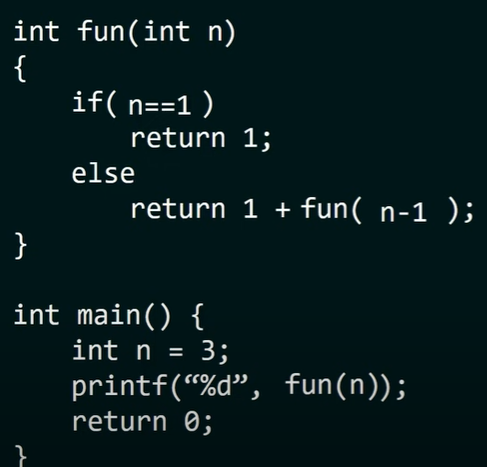 int fun(int n)
{
if( n==1 )
return 1;
else
return 1 + fun( n-1 );
}
int main() {
int n = 3;
printf(“%d”, fun(n));
return 0;
}